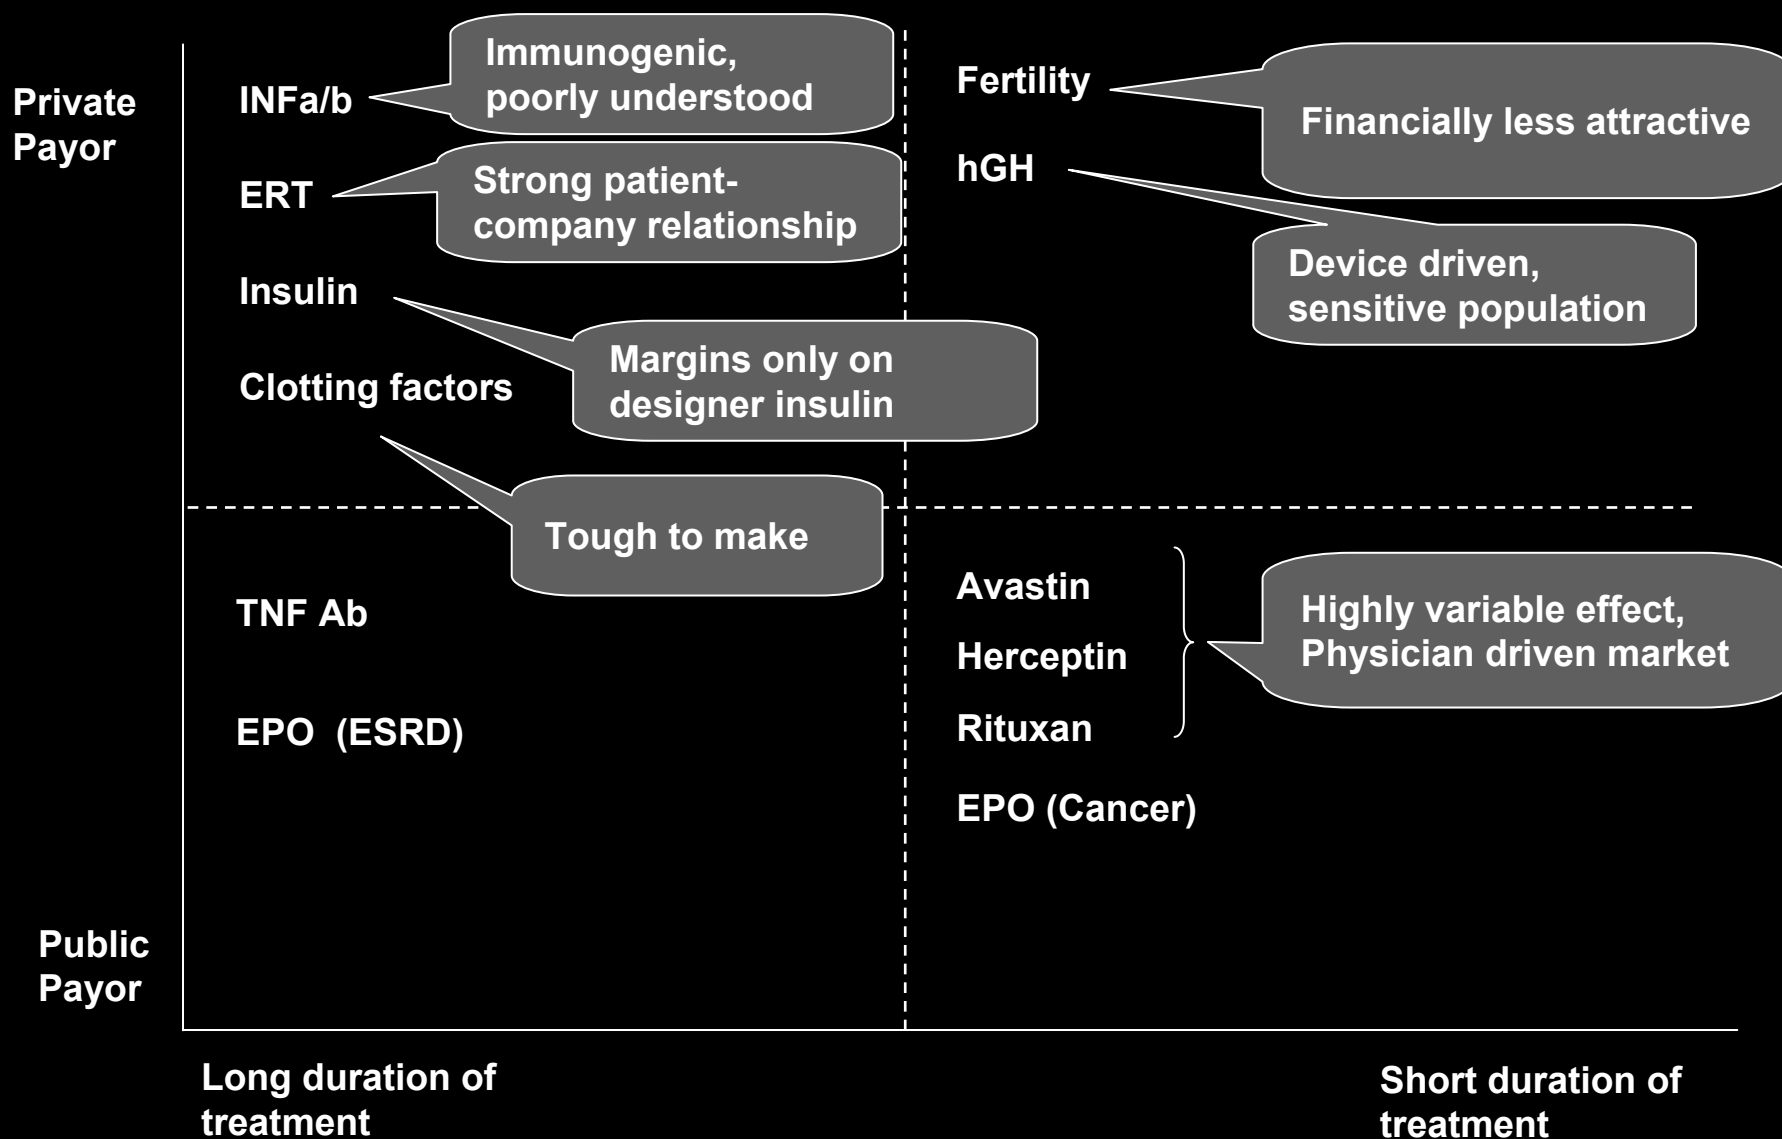 Private
Payor
INFa/b
Immunogenic,
poorly understood
ERT
Strong patient-
company relationship
Insulin
Margins only on
designer insulin
Clotting factors
Tough to make
Fertility
Financially less attractive
hGH
Device driven,
sensitive population
TNF Ab
EPO (ESRD)
Avastin
Herceptin
Rituxan
Highly variable effect,
Physician driven market
EPO (Cancer)
Public
Payor
Long duration of
treatment
Short duration of
treatment